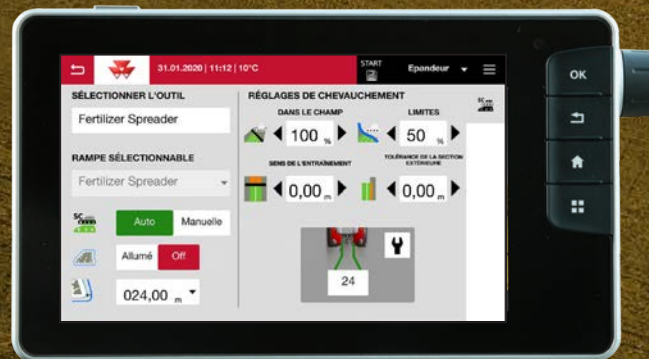 31.01.2020 | 11:12 | 10°C
START
Epandeur
SÉLECTIONNER L'OUTIL
Fertilizer Spreader
RAMPE SÉLECTIONNABLE
Fertilizer Spreader
SC
Auto Manuelle
Allumé Off
024,00 m
RÉGLAGES DE CHEVAUCHEMENT
DANS LE CHAMP
LIMITES
100 %
50 %
SENS DE L'ENTRAÎNEMENT
TOLÉRANCE DE LA SECTION
EXTÉRIEURE
0,00 m
0,00 m
24
SC
OK